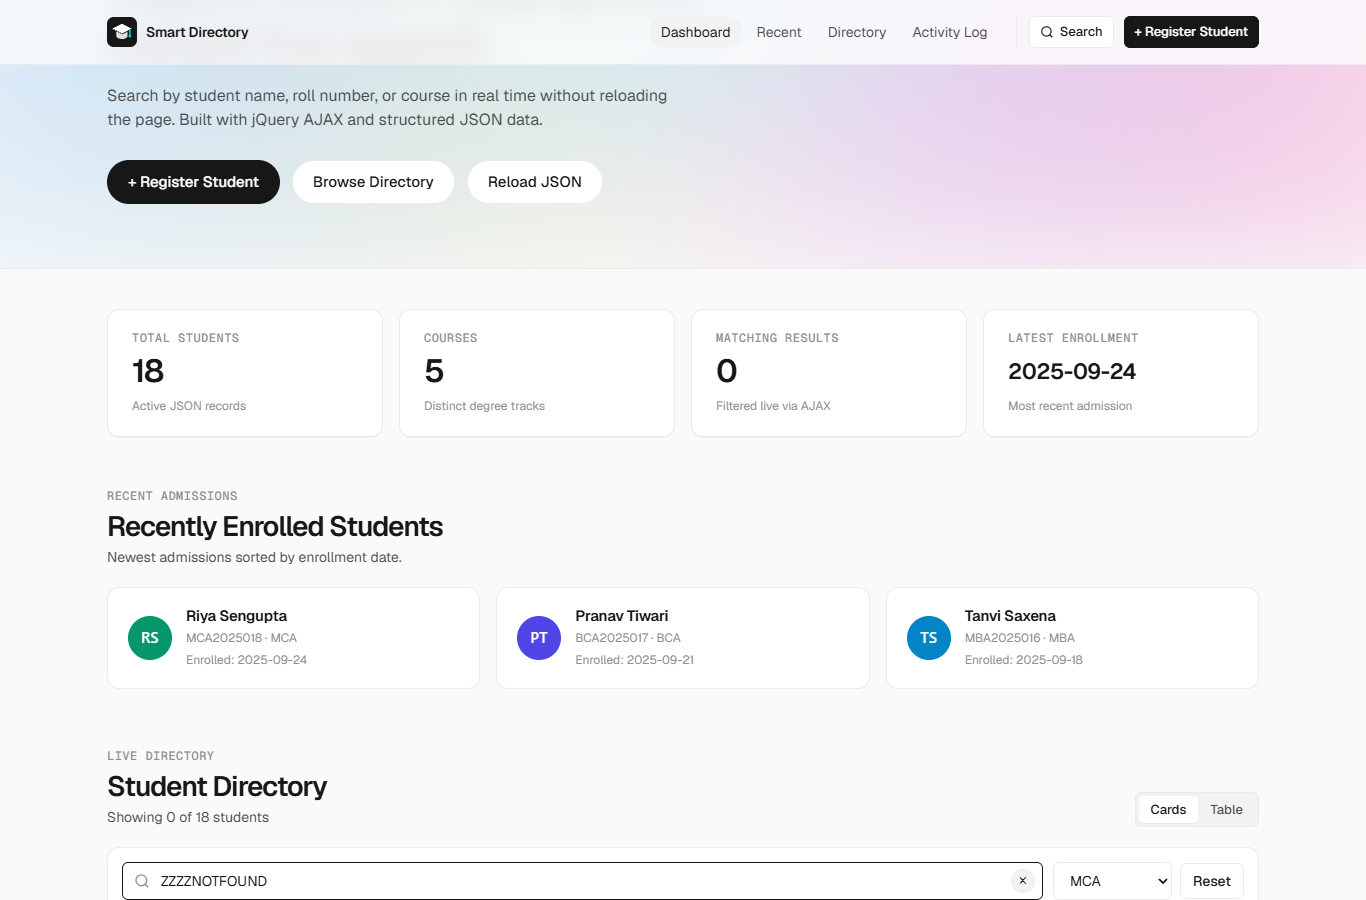 Smart Directory
Dashboard
Recent
Directory
Activity Log
Search
+ Register Student
Search by student name, roll number, or course in real time without reloading
the page. Built with jQuery AJAX and structured JSON data.
+ Register Student
Browse Directory
Reload JSON
TOTAL STUDENTS
18
Active JSON records
COURSES
5
Distinct degree tracks
MATCHING RESULTS
0
Filtered live via AJAX
LATEST ENROLLMENT
2025-09-24
Most recent admission
RECENT ADMISSIONS
Recently Enrolled Students
Newest admissions sorted by enrollment date.
RS
Riya Sengupta
MCA2025018 · MCA
Enrolled: 2025-09-24
PT
Pranav Tiwari
BCA2025017 · BCA
Enrolled: 2025-09-21
TS
Tanvi Saxena
MBA2025016 · MBA
Enrolled: 2025-09-18
LIVE DIRECTORY
Student Directory
Showing 0 of 18 students
Cards
Table
ZZZZNOTFOUND
MCA
Reset